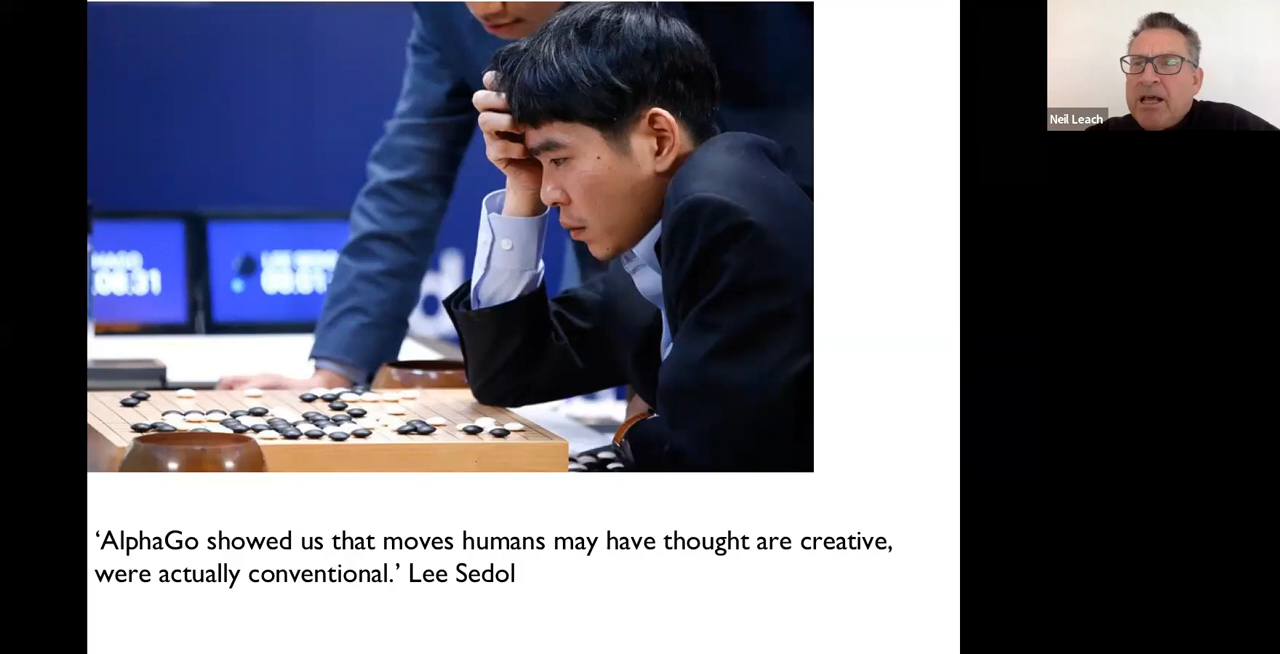 Neil Leach
‘AlphaGo showed us that moves humans may have thought are creative,
were actually conventional.’ Lee Sedol